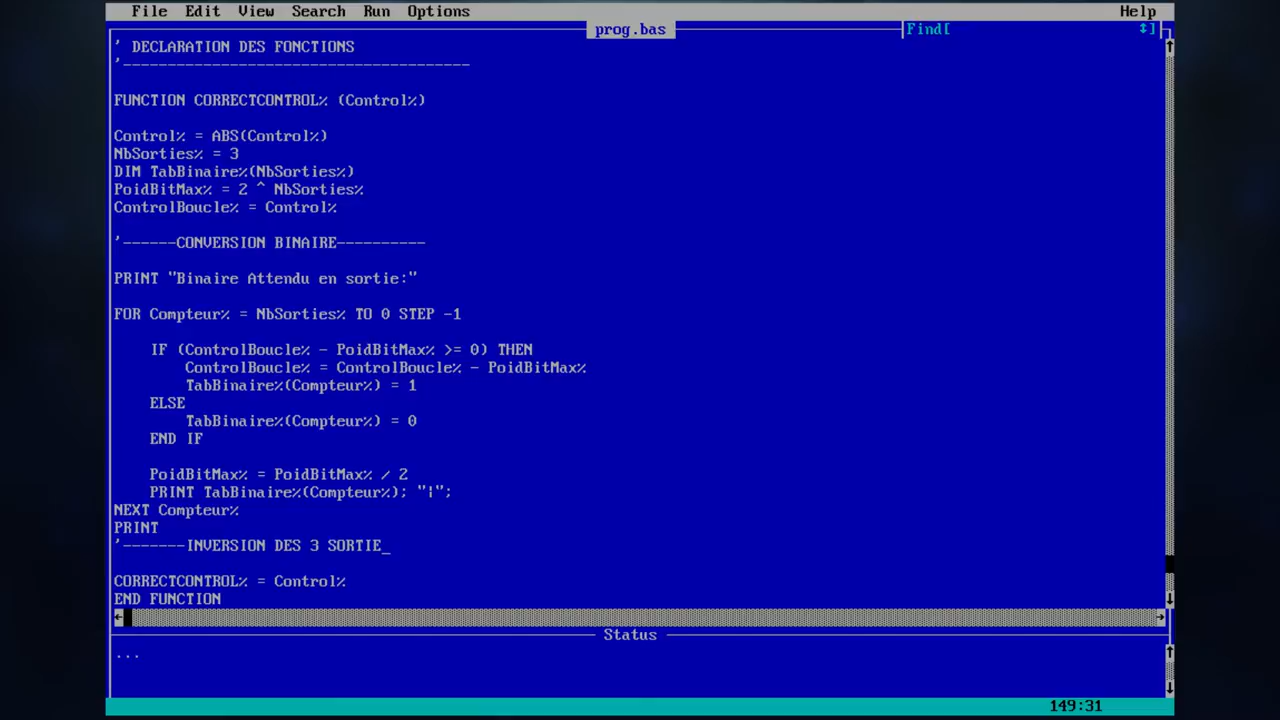 File Edit View Search Run Options Help
prog.bas
Find[ ↕]
' DECLARATION DES FONCTIONS
'---------------------------------------
FUNCTION CORRECTCONTROL% (Control%)
Control% = ABS(Control%)
NbSorties% = 3
DIM TabBinaire%(NbSorties%)
PoidBitMax% = 2 ^ NbSorties%
ControlBoucle% = Control%
'------CONVERSION BINAIRE----------
PRINT "Binaire Attendu en sortie:"
FOR Compteur% = NbSorties% TO 0 STEP -1
IF (ControlBoucle% - PoidBitMax% >= 0) THEN
ControlBoucle% = ControlBoucle% - PoidBitMax%
TabBinaire%(Compteur%) = 1
ELSE
TabBinaire%(Compteur%) = 0
END IF
PoidBitMax% = PoidBitMax% / 2
PRINT TabBinaire%(Compteur%); "|";
NEXT Compteur%
PRINT
'-------INVERSION DES 3 SORTIE_
CORRECTCONTROL% = Control%
END FUNCTION
Status
...
149:31